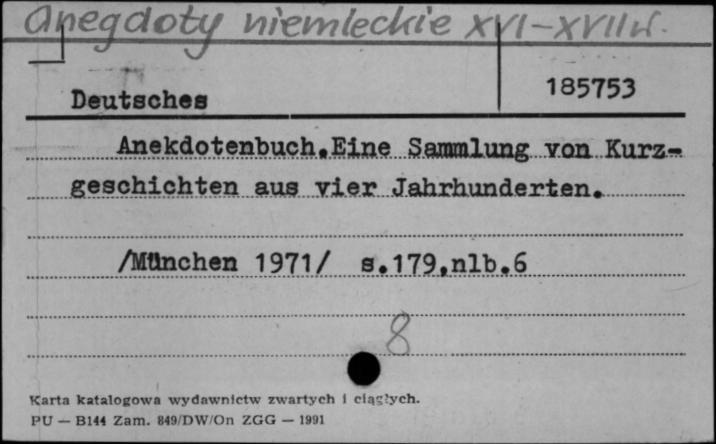 Anegdoty niemieckie XVI-XVII w.
185753
Deutsches
Anekdotenbuch.Eine Sammlung von Kurz-
geschichten aus vier Jahrhunderten.
/München 1971/ s.179,nlb.6
8
Karta katalogowa wydawnictw zwartych i ciągłych.
PU — B144 Zam. 849/DW/On ZGG — 1991